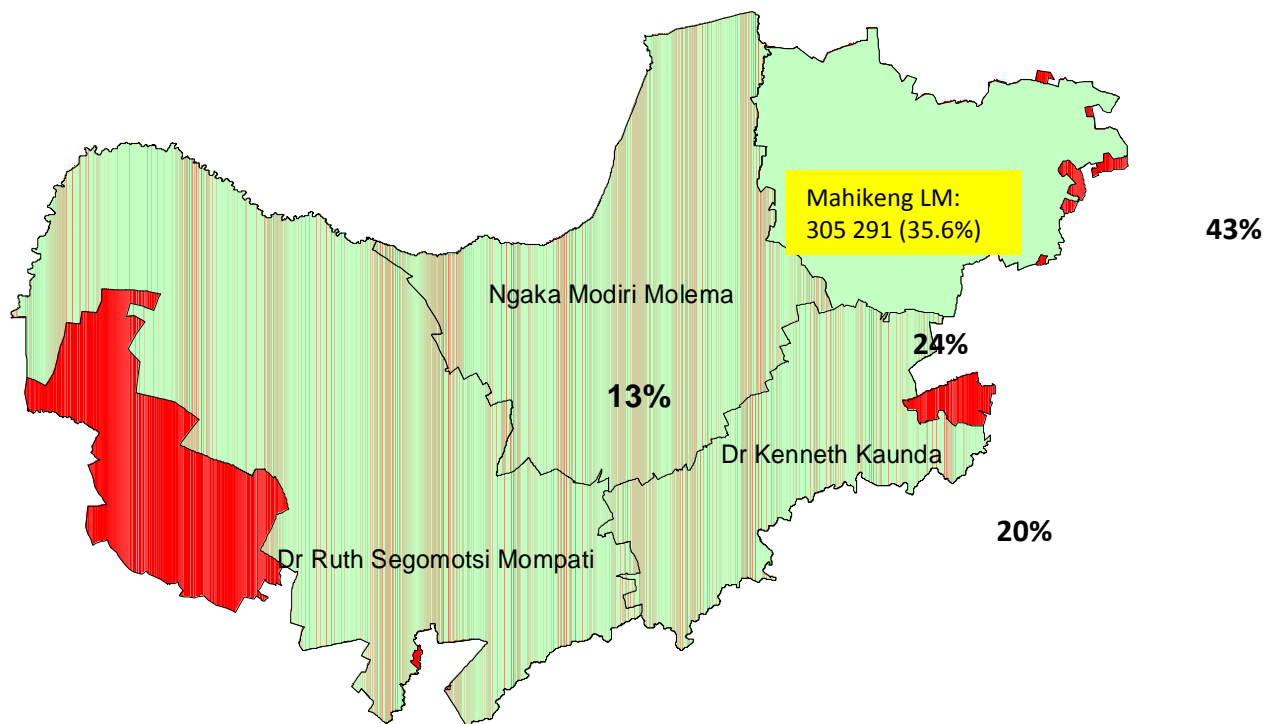 Mahikeng LM:
305 291 (35.6%)
43%
Ngaka Modiri Molema
24%
13%
Dr Kenneth Kaunda
20%
Dr Ruth Segomotsi Mompati